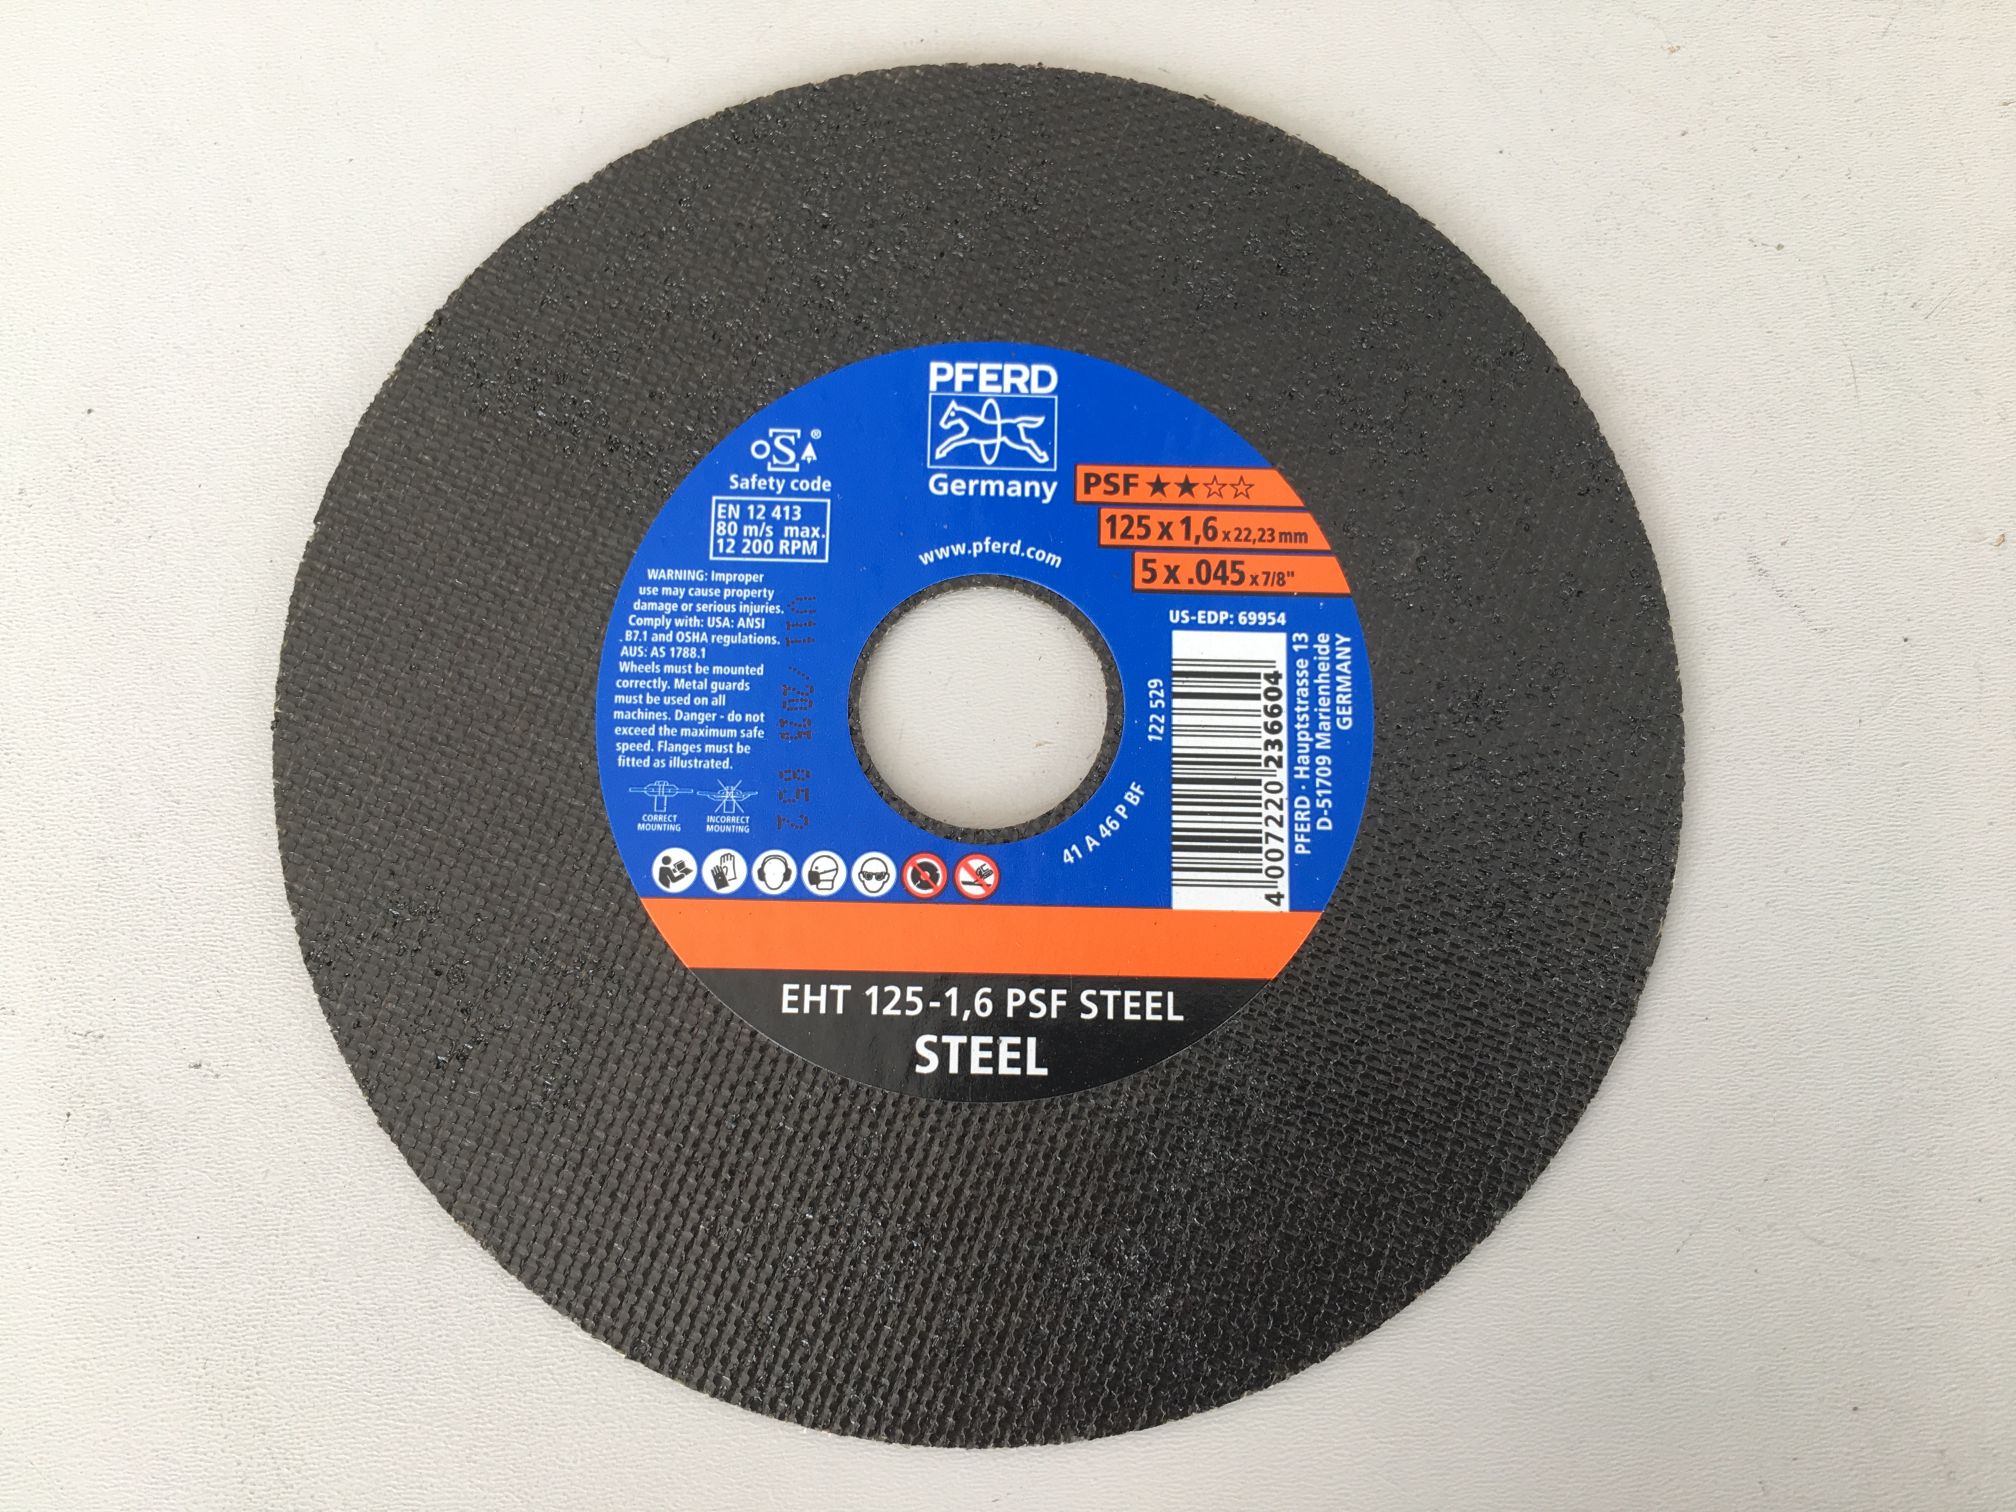 PFERD
Germany
www.pferd.com
oSa®
Safety code
EN 12 413
80 m/s max.
12 200 RPM
WARNING: Improper
use may cause property
damage or serious injuries.
Comply with: USA: ANSI
B7.1 and OSHA regulations.
AUS: AS 1788.1
Wheels must be mounted
correctly. Metal guards
must be used on all
machines. Danger - do not
exceed the maximum safe
speed. Flanges must be
fitted as illustrated.
CORRECT
MOUNTING
INCORRECT
MOUNTING
PSF ★★☆☆
125 x 1,6 x 22,23 mm
5 x .045 x 7/8"
US-EDP: 69954
122 529
4 007220 236604
PFERD · Hauptstrasse 13
D-51709 Marienheide
GERMANY
41 A 46 P BF
EHT 125-1,6 PSF STEEL
STEEL